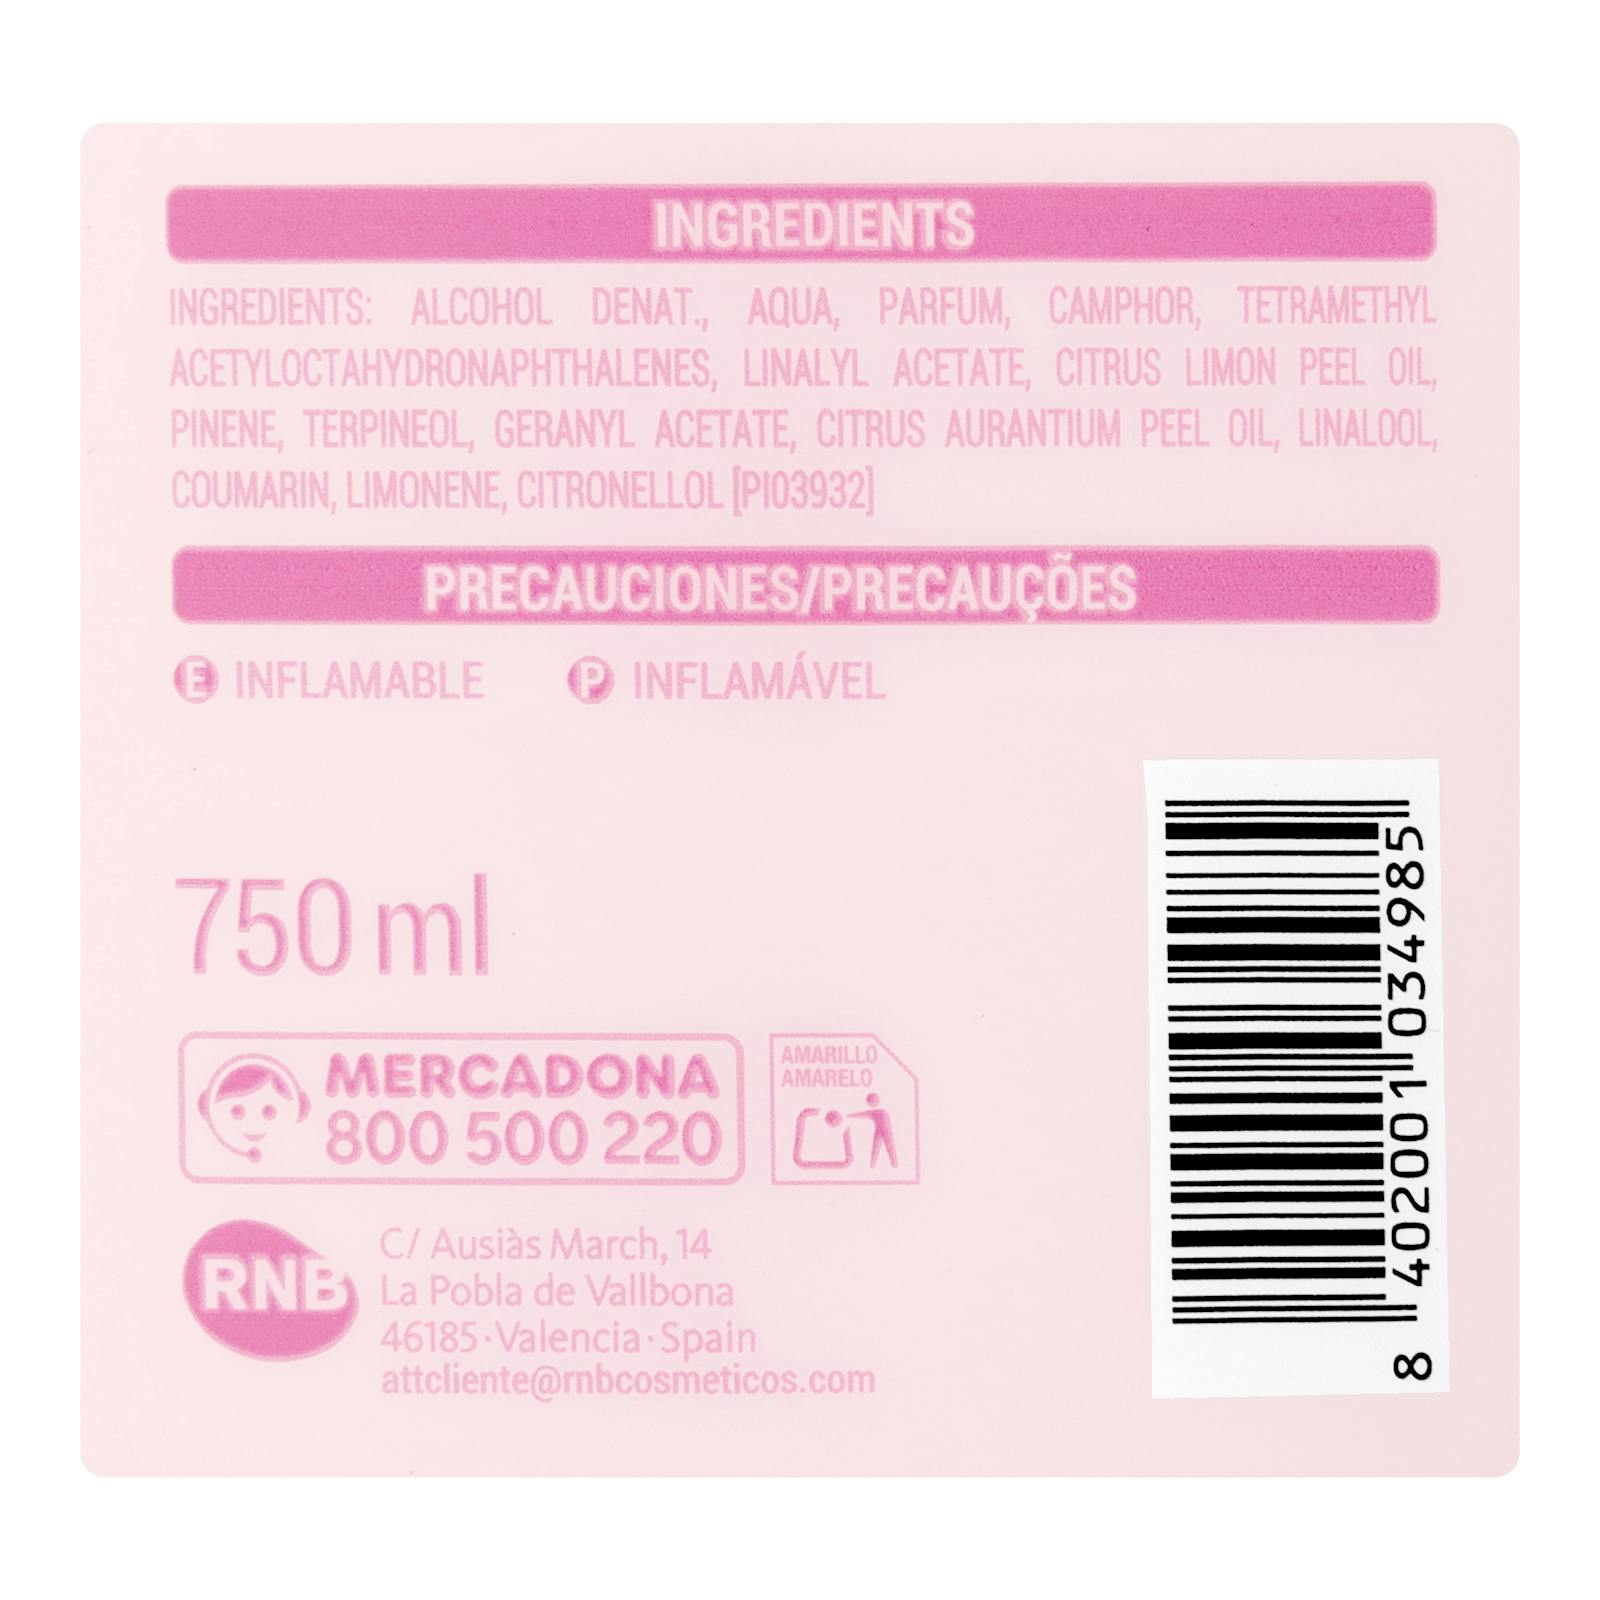 INGREDIENTS
INGREDIENTS: ALCOHOL DENAT., AQUA, PARFUM, CAMPHOR, TETRAMETHYL
ACETYLOCTAHYDRONAPHTHALENES, LINALYL ACETATE, CITRUS LIMON PEEL OIL,
PINENE, TERPINEOL, GERANYL ACETATE, CITRUS AURANTIUM PEEL OIL, LINALOOL,
COUMARIN, LIMONENE, CITRONELLOL [PI03932]
PRECAUCIONES/PRECAUÇÕES
E INFLAMABLE P INFLAMÁVEL
750 ml
MERCADONA
800 500 220
AMARILLO
AMARELO
RNB
C/ Ausiàs March, 14
La Pobla de Vallbona
46185·Valencia·Spain
attcliente@rnbcosmeticos.com
8 402001 034985